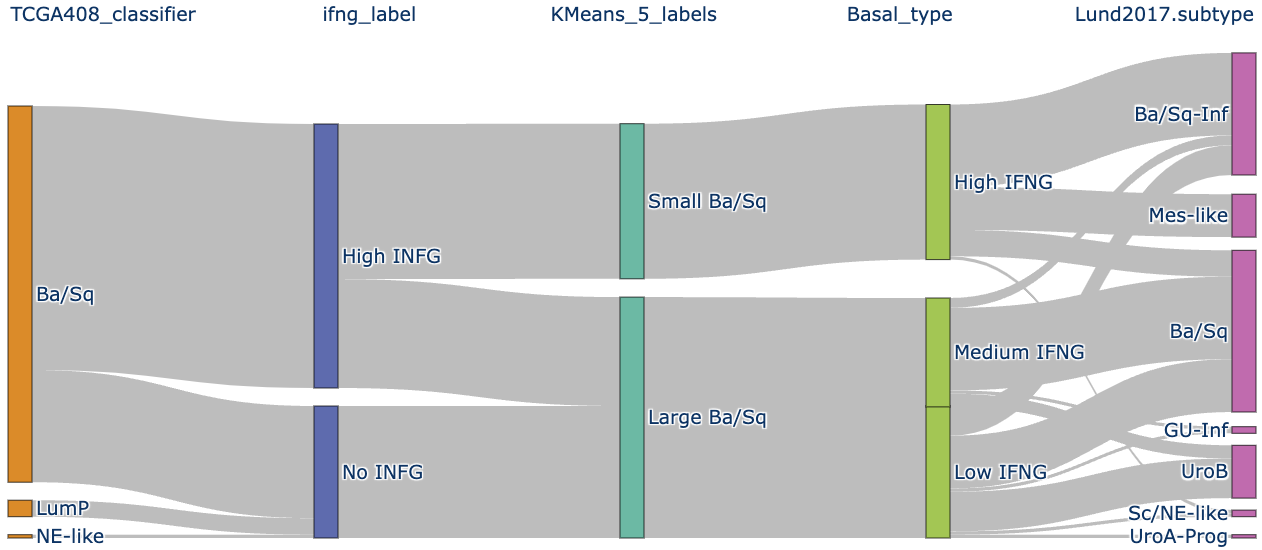 TCGA408_classifier
ifng_label
KMeans_5_labels
Basal_type
Lund2017.subtype
Ba/Sq
LumP
NE-like
High INFG
No INFG
Small Ba/Sq
Large Ba/Sq
High IFNG
Medium IFNG
Low IFNG
Ba/Sq-Inf
Mes-like
Ba/Sq
GU-Inf
UroB
Sc/NE-like
UroA-Prog